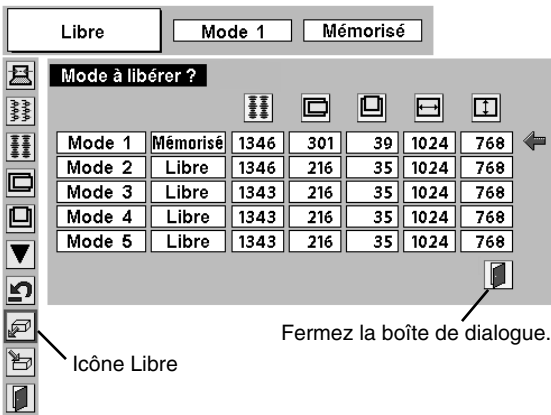 Libre Mode 1 Mémorisé
Mode à libérer ?
Mode 1 Mémorisé 1346 301 39 1024 768
Mode 2 Libre 1346 216 35 1024 768
Mode 3 Libre 1343 216 35 1024 768
Mode 4 Libre 1343 216 35 1024 768
Mode 5 Libre 1343 216 35 1024 768
Fermez la boîte de dialogue.
Icône Libre